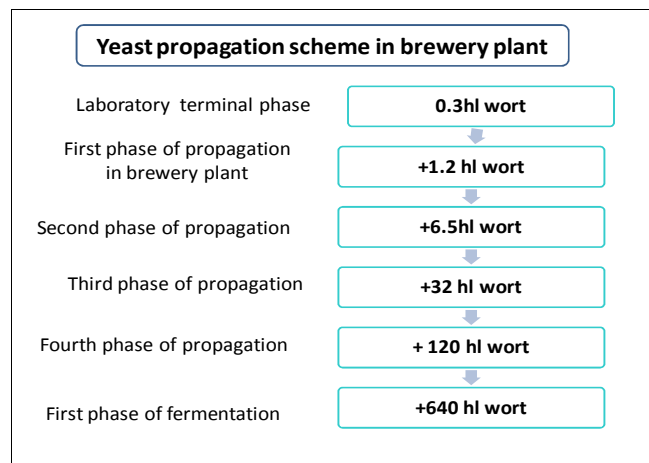 Yeast propagation scheme in brewery plant
Laboratory terminal phase
0.3hl wort
First phase of propagation
in brewery plant
+1.2 hl wort
Second phase of propagation
+6.5hl wort
Third phase of propagation
+32 hl wort
Fourth phase of propagation
+ 120 hl wort
First phase of fermentation
+640 hl wort